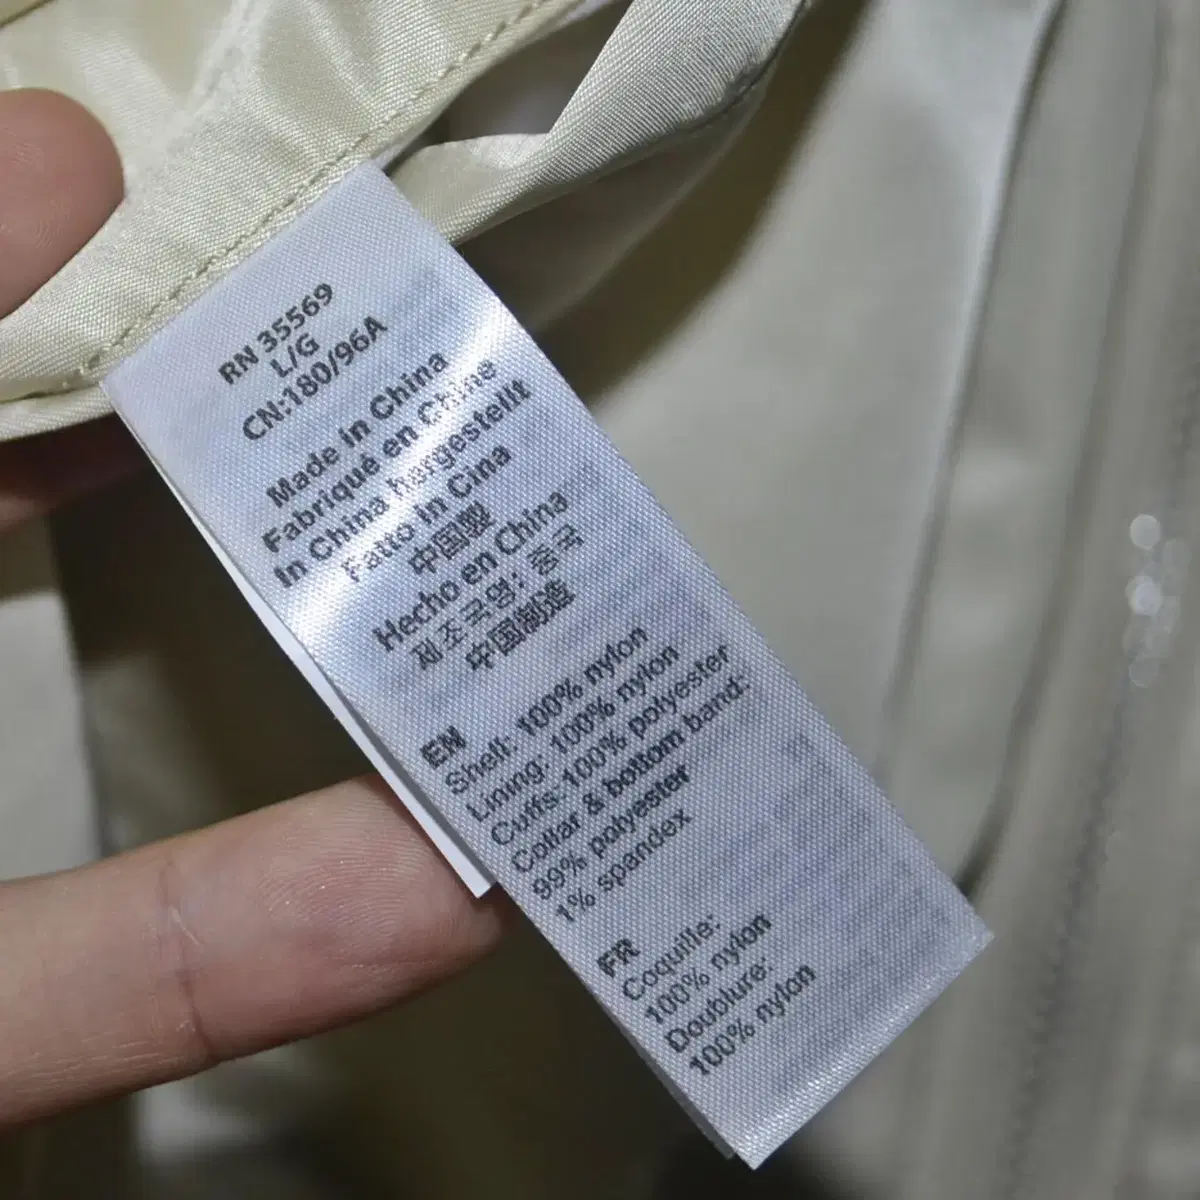 RN 35569
L/G
CN:180/96A
Made in China
Fabriqué en Chine
In China hergestellt
Fatto in Cina
中国製
Hecho en China
제조국명: 중국
中国制造
EN
Shell: 100% nylon
Lining: 100% nylon
Cuffs: 100% polyester
Collar & bottom band:
99% polyester
1% spandex
FR
Coquille:
100% nylon
Doublure:
100% nylon